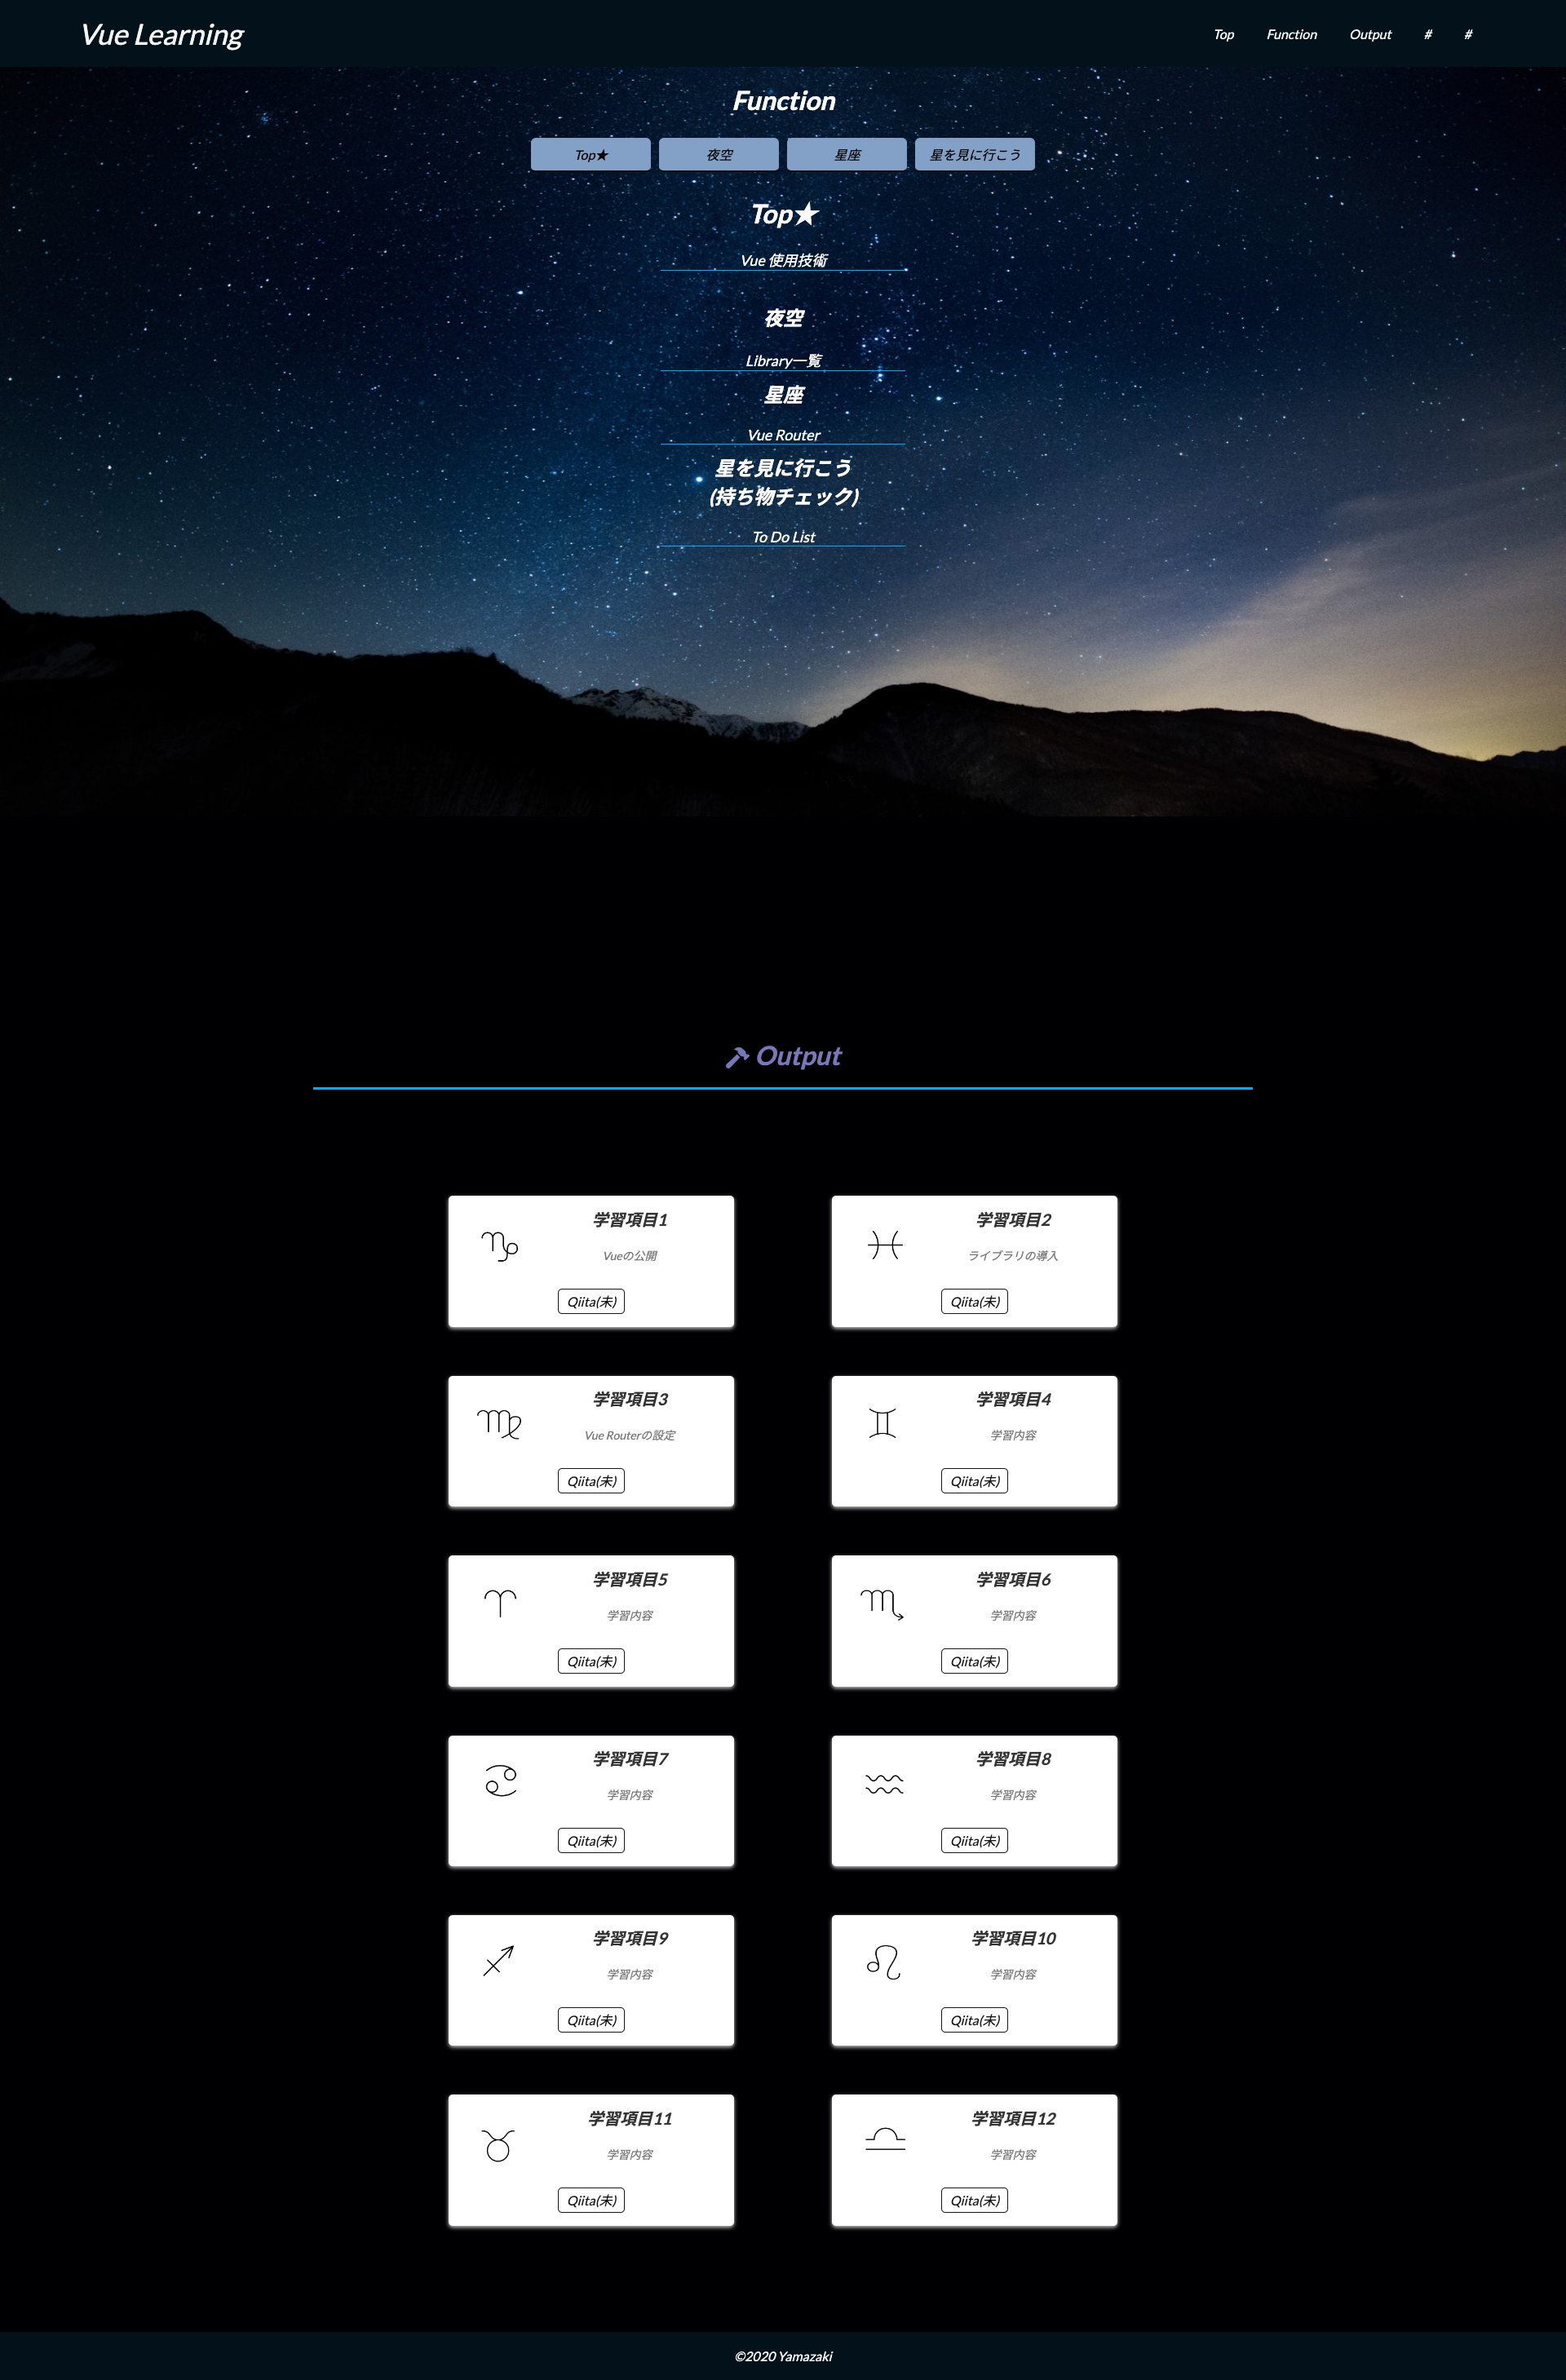 Vue Learning
Top
Function
Output
#
#
Function
Top★
夜空
星座
星を見に行こう
Top★
Vue 使用技術
夜空
Library一覧
星座
Vue Router
星を見に行こう
(持ち物チェック)
To Do List
Output
学習項目1
Vueの公開
Qiita(未)
学習項目2
ライブラリの導入
Qiita(未)
学習項目3
Vue Routerの設定
Qiita(未)
学習項目4
学習内容
Qiita(未)
学習項目5
学習内容
Qiita(未)
学習項目6
学習内容
Qiita(未)
学習項目7
学習内容
Qiita(未)
学習項目8
学習内容
Qiita(未)
学習項目9
学習内容
Qiita(未)
学習項目10
学習内容
Qiita(未)
学習項目11
学習内容
Qiita(未)
学習項目12
学習内容
Qiita(未)
©2020 Yamazaki